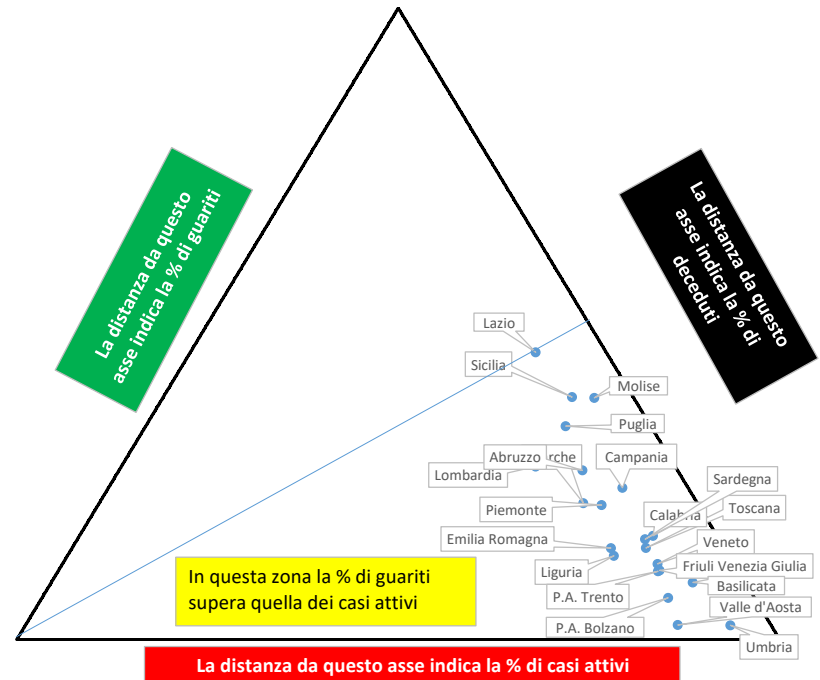 La distanza da questo
asse indica la % di guariti
La distanza da questo
asse indica la % di
deceduti
Lazio
Sicilia
Molise
Puglia
Abruzzo
rche
Campania
Lombardia
Sardegna
Piemonte
Calabria
Toscana
Emilia Romagna
Veneto
Liguria
Friuli Venezia Giulia
P.A. Trento
Basilicata
Valle d'Aosta
P.A. Bolzano
Umbria
In questa zona la % di guariti
supera quella dei casi attivi
La distanza da questo asse indica la % di casi attivi